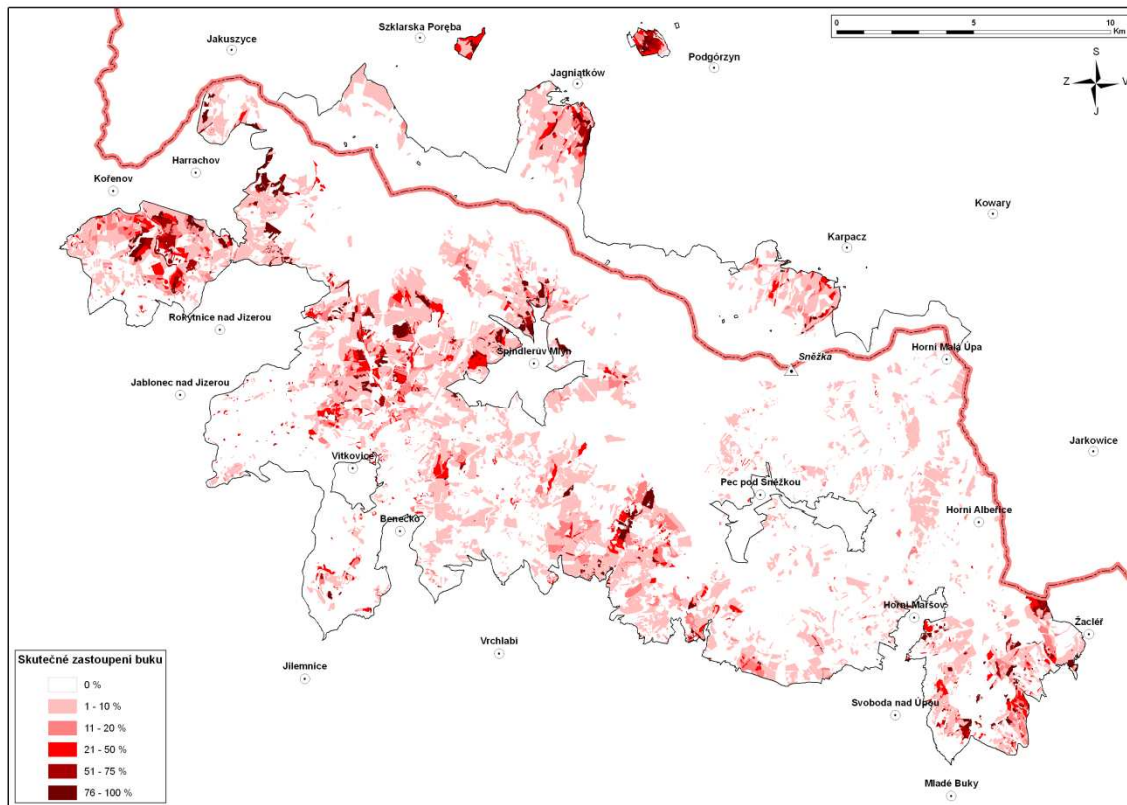 Szklarska Poręba
Jakuszyce
Podgórzyn
Jagniątków
0 5 10
Km
S
Z V
J
Harrachov
Kořenov
Kowary
Karpacz
Rokytnice nad Jizerou
Sněžka
Horní Malá Úpa
Špindlerův Mlýn
Jablonec nad Jizerou
Jarkowice
Vítkovice
Pec pod Sněžkou
Benecko
Horní Albeřice
Horní Maršov
Žacléř
Vrchlabí
Jilemnice
Svoboda nad Úpou
Mladé Buky
Skutečné zastoupení buku
0 %
1 - 10 %
11 - 20 %
21 - 50 %
51 - 75 %
76 - 100 %